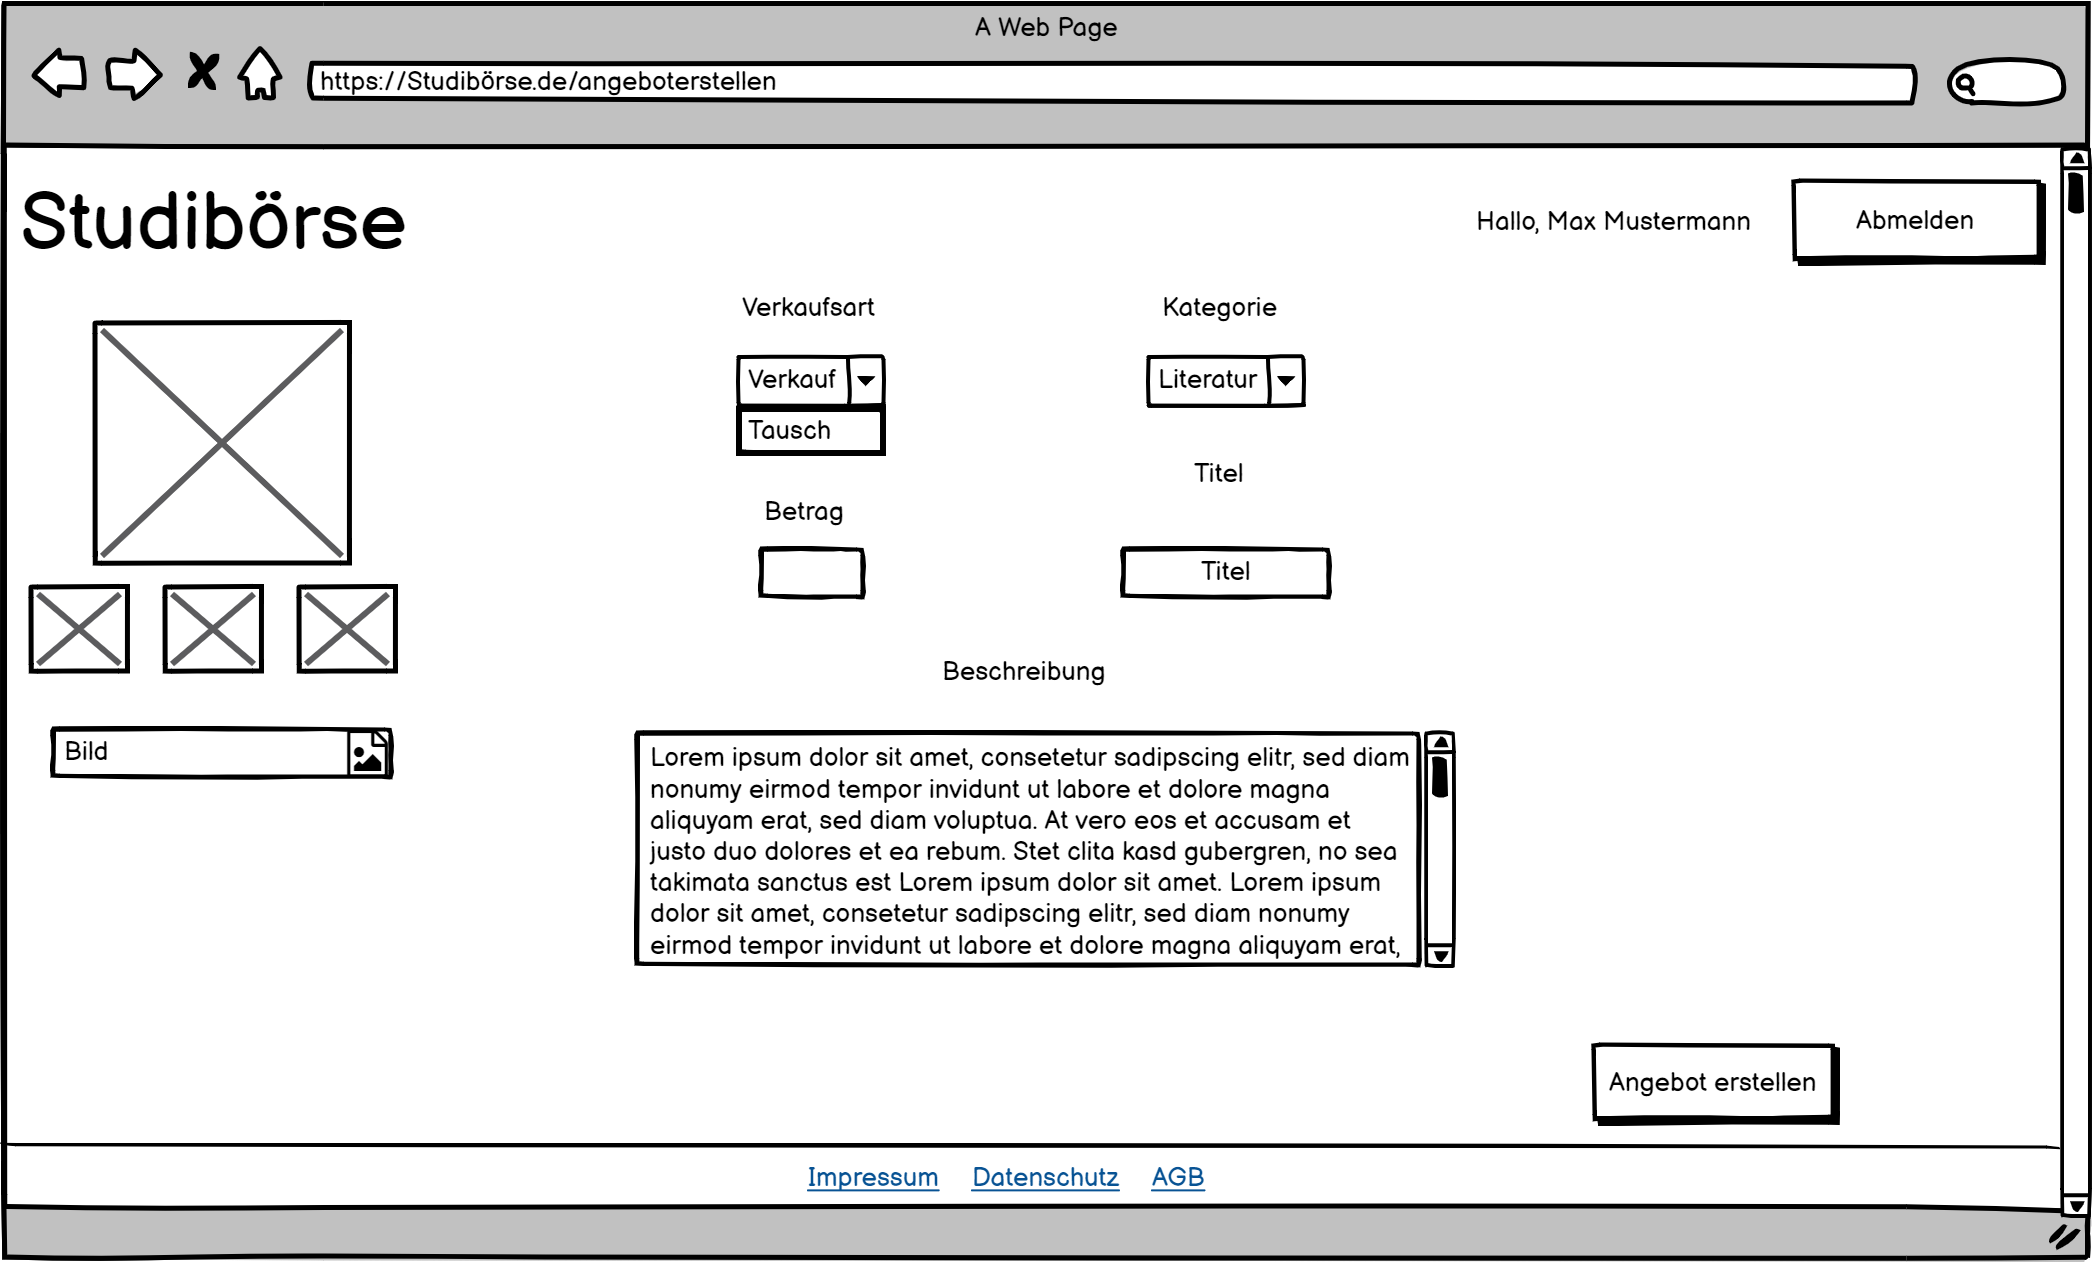 A Web Page
https://Studibörse.de/angeboterstellen
Studibörse
Hallo, Max Mustermann
Abmelden
Verkaufsart
Kategorie
Verkauf
Literatur
Tausch
Titel
Betrag
Titel
Beschreibung
Bild
Lorem ipsum dolor sit amet, consetetur sadipscing elitr, sed diam
nonumy eirmod tempor invidunt ut labore et dolore magna
aliquyam erat, sed diam voluptua. At vero eos et accusam et
justo duo dolores et ea rebum. Stet clita kasd gubergren, no sea
takimata sanctus est Lorem ipsum dolor sit amet. Lorem ipsum
dolor sit amet, consetetur sadipscing elitr, sed diam nonumy
eirmod tempor invidunt ut labore et dolore magna aliquyam erat,
Angebot erstellen
Impressum Datenschutz AGB